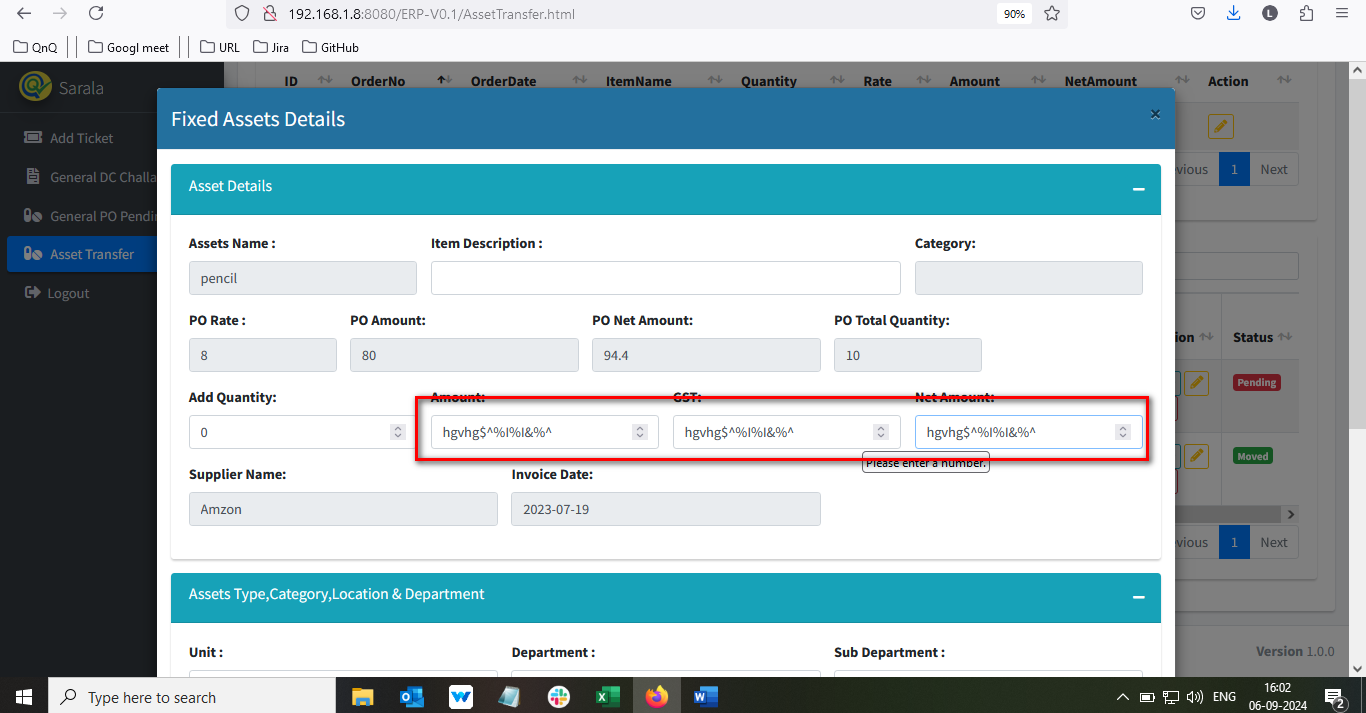 192.168.1.8:8080/ERP-V0.1/AssetTransfer.html 90% L
QnQ Googl meet URL Jira GitHub
Sarala
ID OrderNo OrderDate ItemName Quantity Rate Amount NetAmount Action
Fixed Assets Details ×
Add Ticket
General DC Challa
vious 1 Next
Asset Details
General PO Pendin
Asset Transfer
Assets Name : Item Description : Category:
pencil
Logout
PO Rate : PO Amount: PO Net Amount: PO Total Quantity:
ion Status
8 80 94.4 10
Pending
Add Quantity: Amount: GST: Net Amount:
0 hgvhg$^%I%I&%^ hgvhg$^%I%I&%^ hgvhg$^%I%I&%^
Moved
Please enter a number.
Supplier Name: Invoice Date:
Amzon 2023-07-19
vious 1 Next
Assets Type,Category,Location & Department
Unit : Department : Sub Department :
Version 1.0.0
Type here to search
ENG 16:02
06-09-2024 2